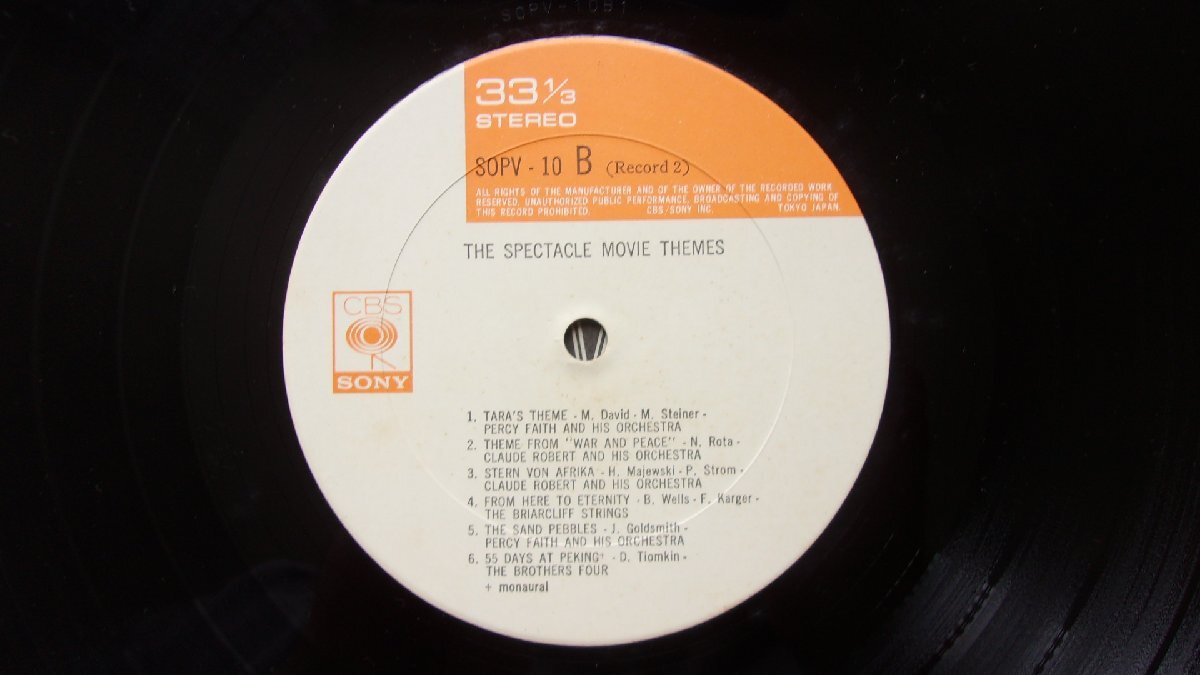 SOPV-10B1
33 1/3
STEREO
SOPV - 10 B (Record 2)
ALL RIGHTS OF THE MANUFACTURER AND OF THE OWNER OF THE RECORDED WORK
RESERVED. UNAUTHORIZED PUBLIC PERFORMANCE, BROADCASTING AND COPYING OF
THIS RECORD PROHIBITED. CBS/SONY INC. TOKYO JAPAN.
THE SPECTACLE MOVIE THEMES
CBS
SONY
1. TARA'S THEME - M. David - M. Steiner -
PERCY FAITH AND HIS ORCHESTRA
2. THEME FROM "WAR AND PEACE" - N. Rota -
CLAUDE ROBERT AND HIS ORCHESTRA
3. STERN VON AFRIKA - H. Majewski - P. Strom -
CLAUDE ROBERT AND HIS ORCHESTRA
4. FROM HERE TO ETERNITY - B. Wells - F. Karger -
THE BRIARCLIFF STRINGS
5. THE SAND PEBBLES - J. Goldsmith -
PERCY FAITH AND HIS ORCHESTRA
6. 55 DAYS AT PEKING+ - D. Tiomkin -
THE BROTHERS FOUR
+ monaural